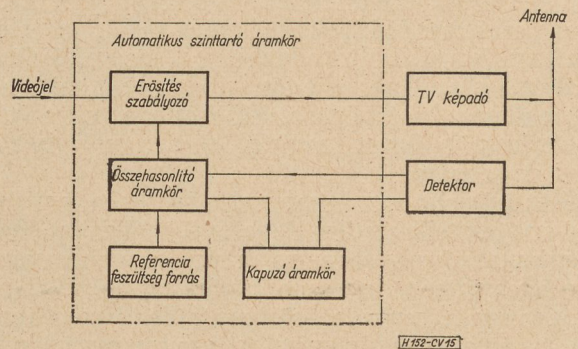 Antenna
Automatikus szinttartó áramkör
Videójel
Erősítés
szabályozó
TV képadó
Összehasonlító
áramkör
Detektor
Referencia
feszültség forrás
Kapuzó áramkör
H152-CV15